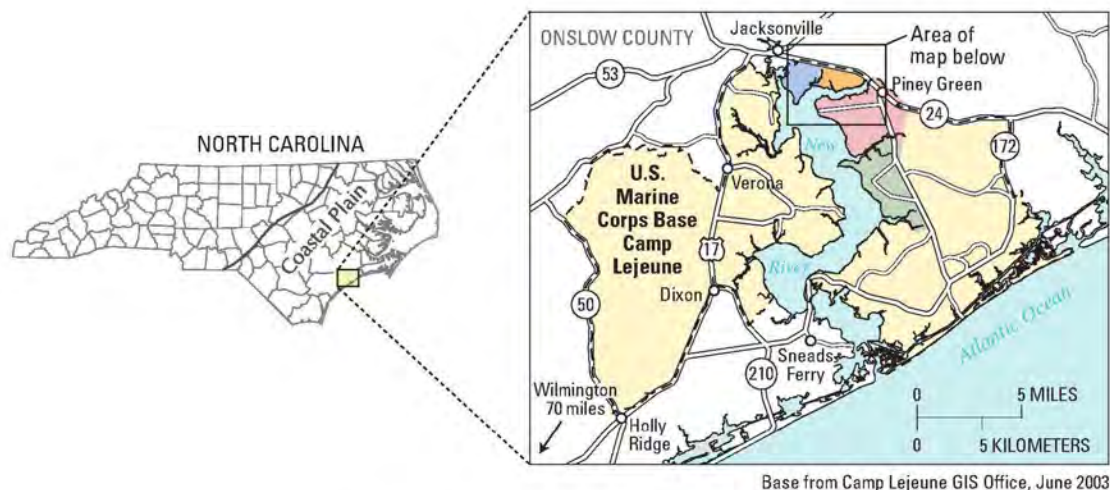 NORTH CAROLINA
Coastal Plain
ONSLOW COUNTY
Jacksonville
Area of
map below
53
Piney Green
24
172
New
U.S.
Marine
Corps Base
Camp
Lejeune
Verona
17
River
50
Dixon
Atlantic Ocean
Sneads
Ferry
210
Wilmington
70 miles
Holly
Ridge
0 5 MILES
0 5 KILOMETERS
Base from Camp Lejeune GIS Office, June 2003